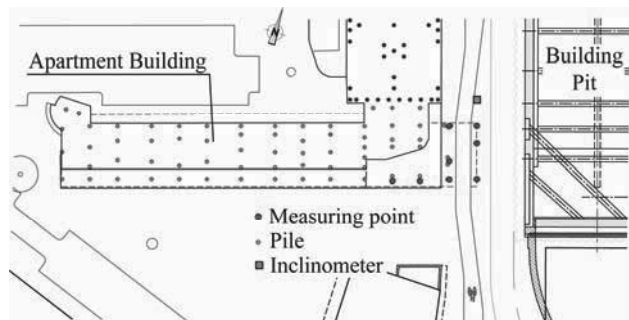 N
Apartment Building
Building
Pit
Measuring point
Pile
Inclinometer